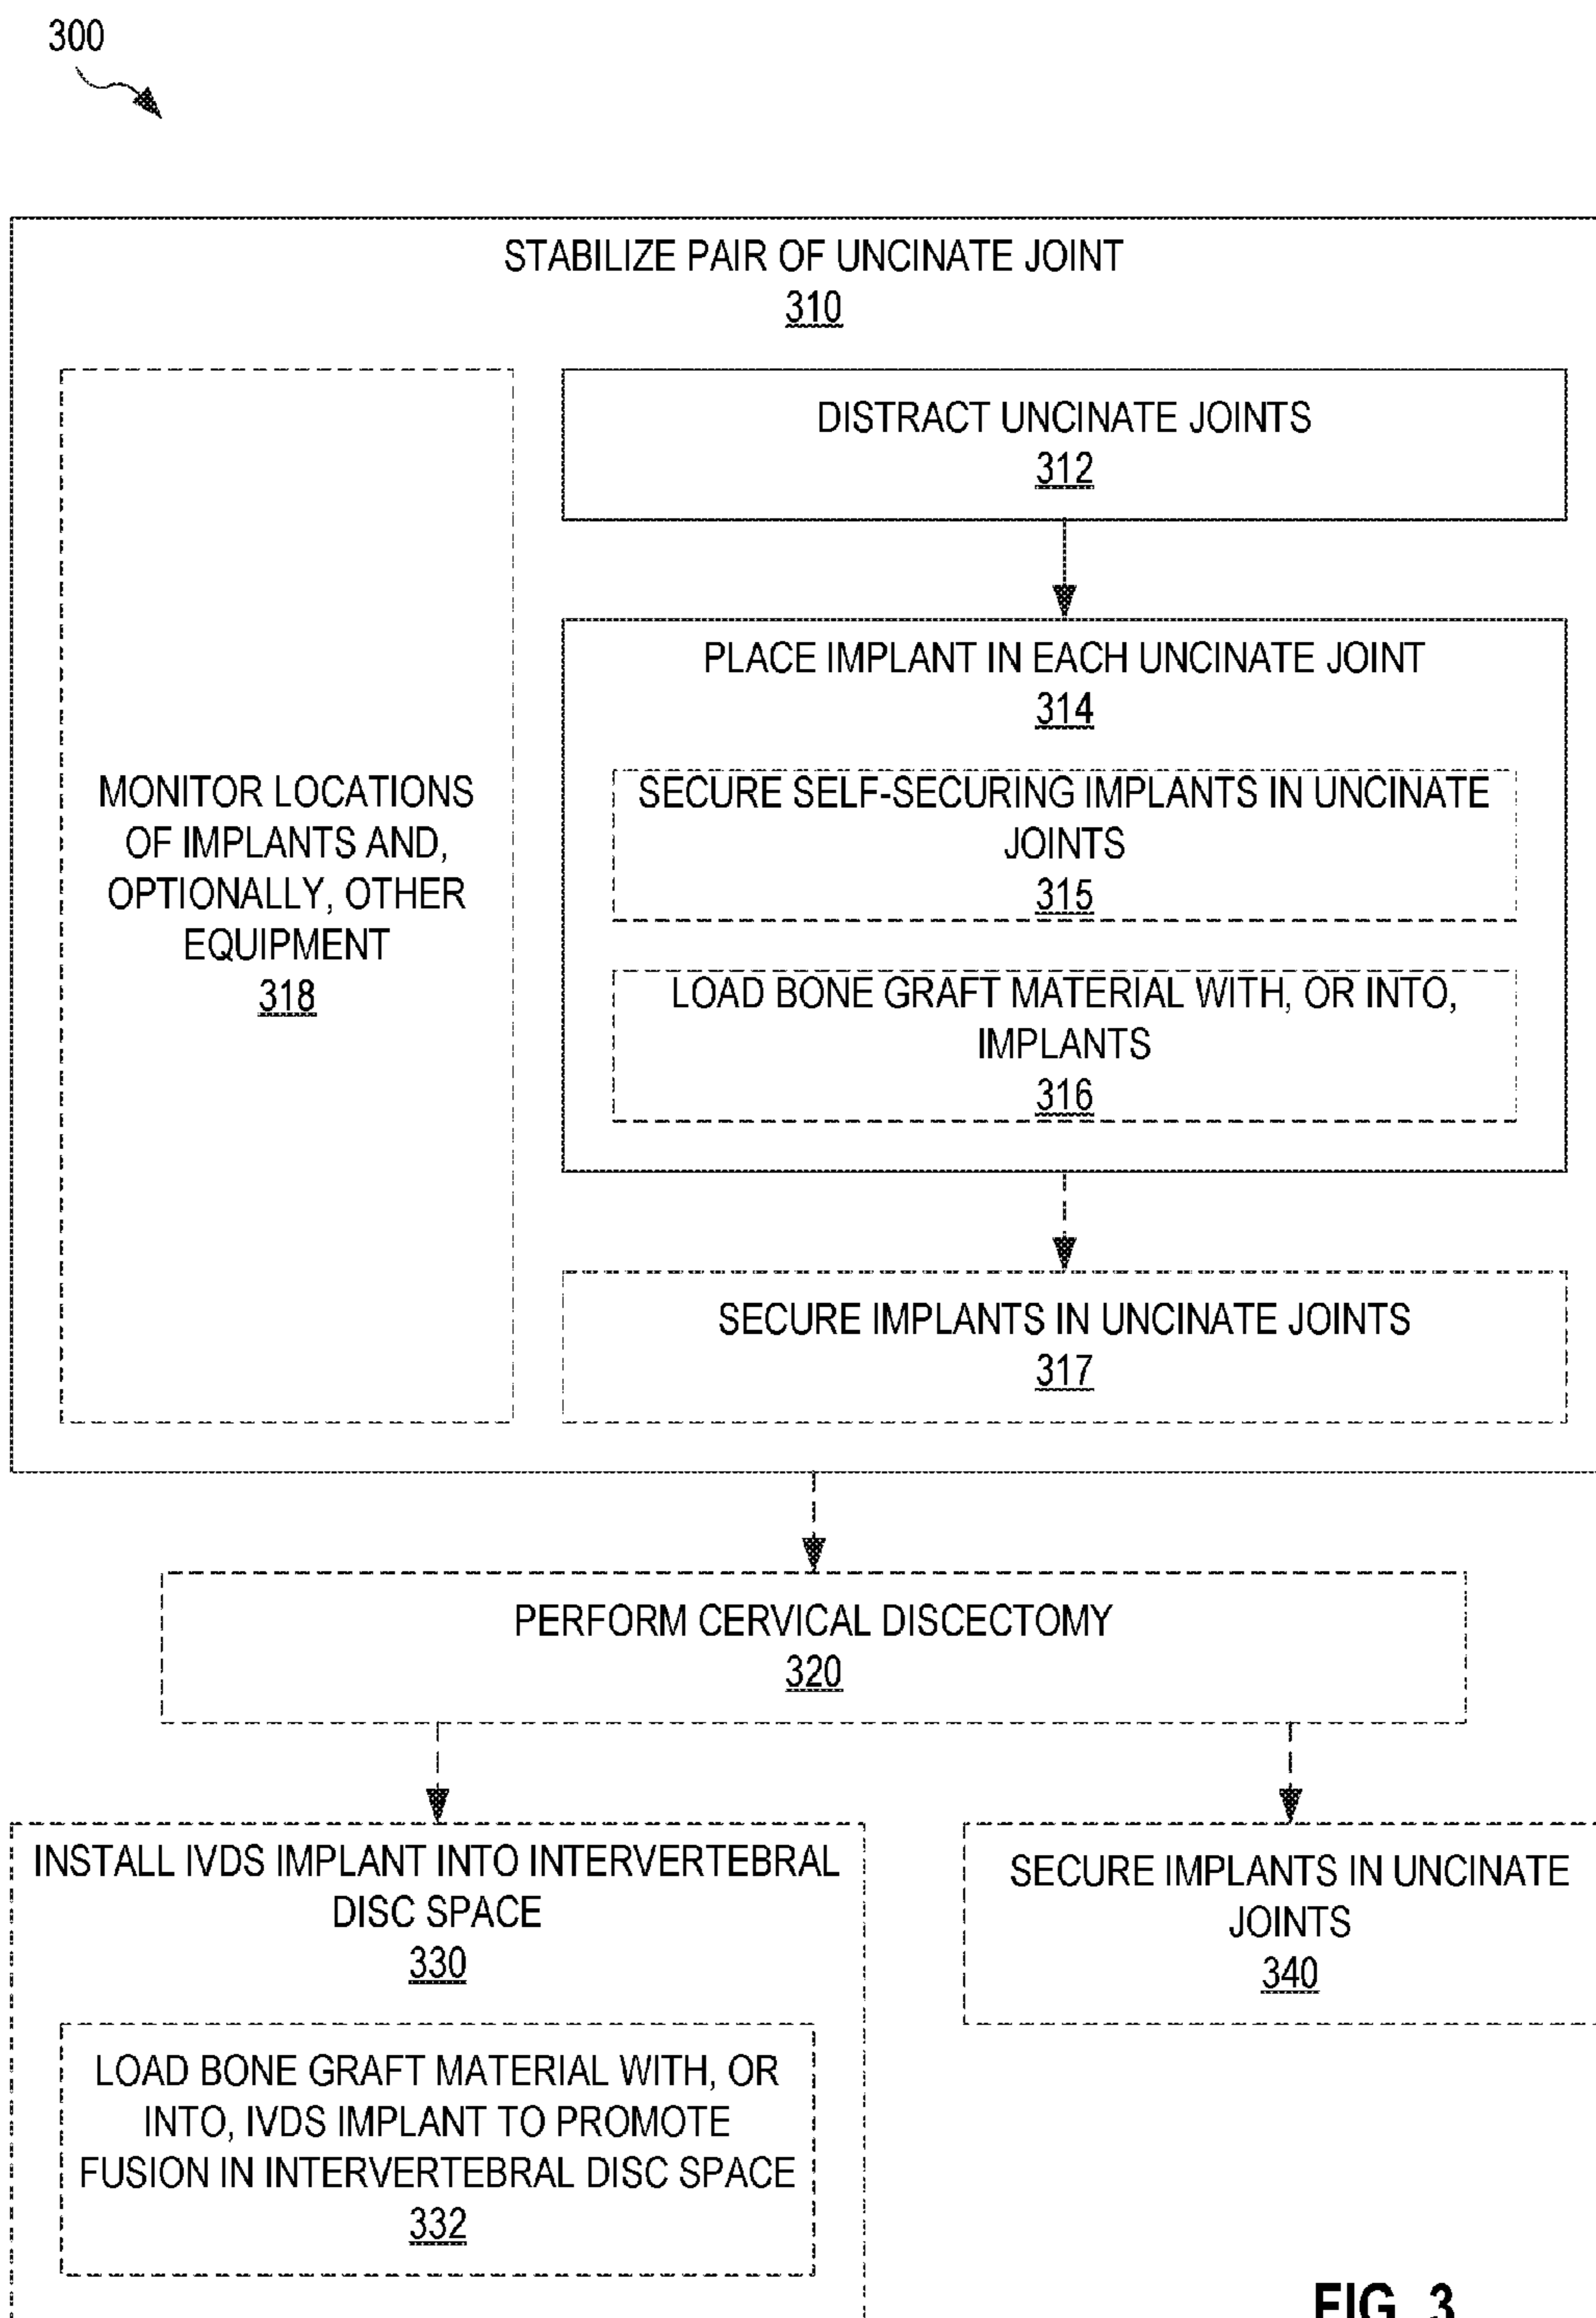 300
STABILIZE PAIR OF UNCINATE JOINT
310
DISTRACT UNCINATE JOINTS
312
PLACE IMPLANT IN EACH UNCINATE JOINT
314
SECURE SELF-SECURING IMPLANTS IN UNCINATE
JOINTS
315
LOAD BONE GRAFT MATERIAL WITH, OR INTO,
IMPLANTS
316
MONITOR LOCATIONS
OF IMPLANTS AND,
OPTIONALLY, OTHER
EQUIPMENT
318
SECURE IMPLANTS IN UNCINATE JOINTS
317
PERFORM CERVICAL DISCECTOMY
320
INSTALL IVDS IMPLANT INTO INTERVERTEBRAL
DISC SPACE
330
LOAD BONE GRAFT MATERIAL WITH, OR
INTO, IVDS IMPLANT TO PROMOTE
FUSION IN INTERVERTEBRAL DISC SPACE
332
SECURE IMPLANTS IN UNCINATE
JOINTS
340
FIG. 3